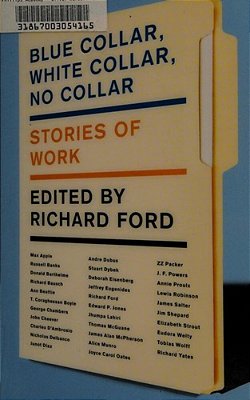 31867003054165
BLUE COLLAR,
WHITE COLLAR,
NO COLLAR
STORIES OF
WORK
EDITED BY
RICHARD FORD
Max Apple
Russell Banks
Donald Barthelme
Richard Bausch
Ann Beattie
T. Coraghessan Boyle
George Chambers
John Cheever
Charles D'Ambrosio
Nicholas Delbanco
Junot Díaz
Andre Dubus
Stuart Dybek
Deborah Eisenberg
Jeffrey Eugenides
Richard Ford
Edward P. Jones
Jhumpa Lahiri
Thomas McGuane
James Alan McPherson
Alice Munro
Joyce Carol Oates
ZZ Packer
J. F. Powers
Annie Proulx
Lewis Robinson
James Salter
Jim Shepard
Elizabeth Strout
Eudora Welty
Tobias Wolff
Richard Yates